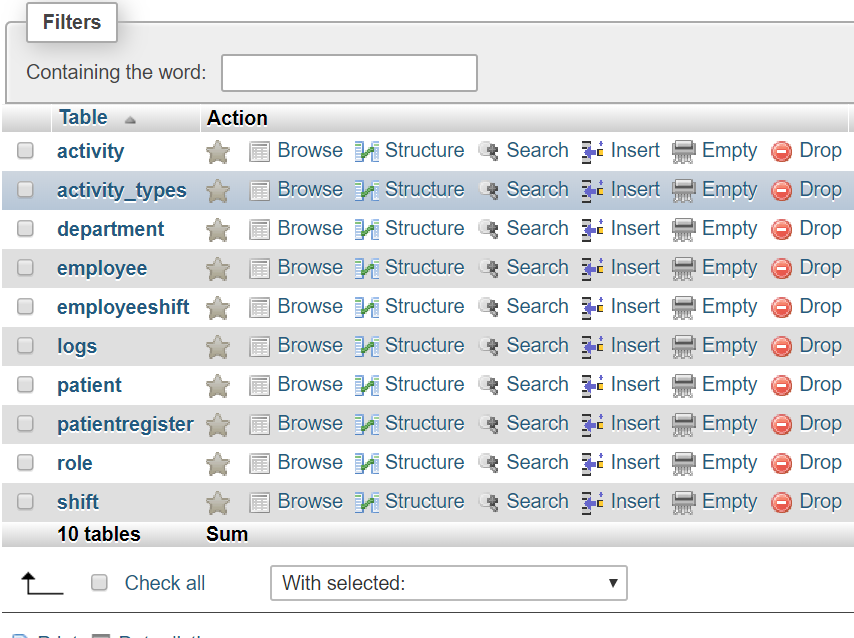 Filters
Containing the word:
Table Action
activity Browse Structure Search Insert Empty Drop
activity_types Browse Structure Search Insert Empty Drop
department Browse Structure Search Insert Empty Drop
employee Browse Structure Search Insert Empty Drop
employeeshift Browse Structure Search Insert Empty Drop
logs Browse Structure Search Insert Empty Drop
patient Browse Structure Search Insert Empty Drop
patientregister Browse Structure Search Insert Empty Drop
role Browse Structure Search Insert Empty Drop
shift Browse Structure Search Insert Empty Drop
10 tables Sum
Check all With selected: